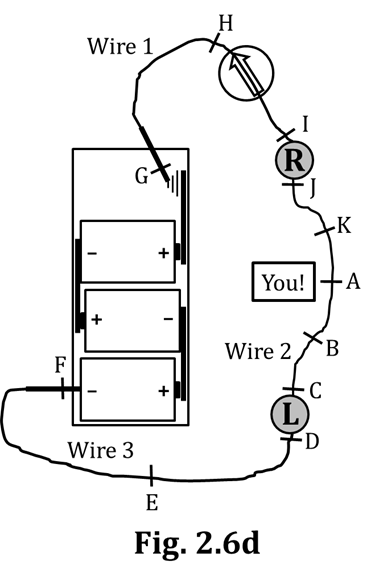 H
Wire 1
I
R
G
J
K
- +
You!
A
+ -
B
Wire 2
F
C
- +
L
D
Wire 3
E
Fig. 2.6d